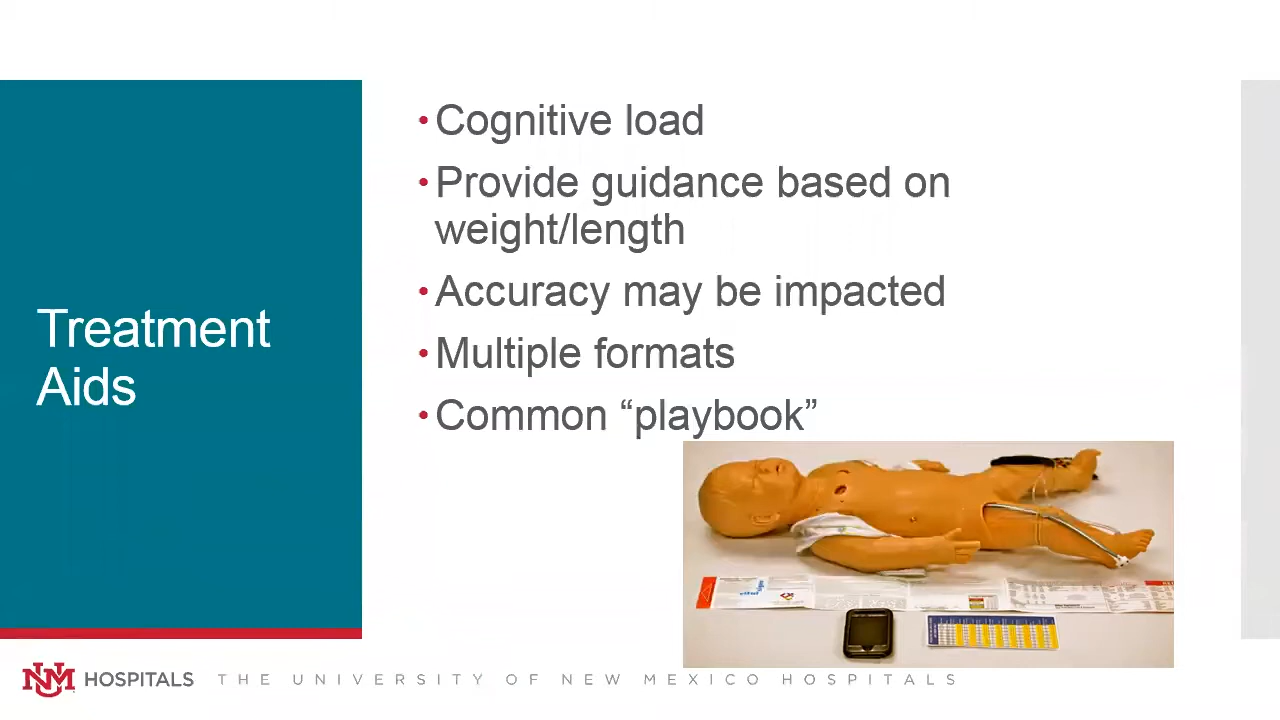 Treatment
Aids
• Cognitive load
• Provide guidance based on
weight/length
• Accuracy may be impacted
• Multiple formats
• Common “playbook”
NM HOSPITALS THE UNIVERSITY OF NEW MEXICO HOSPITALS